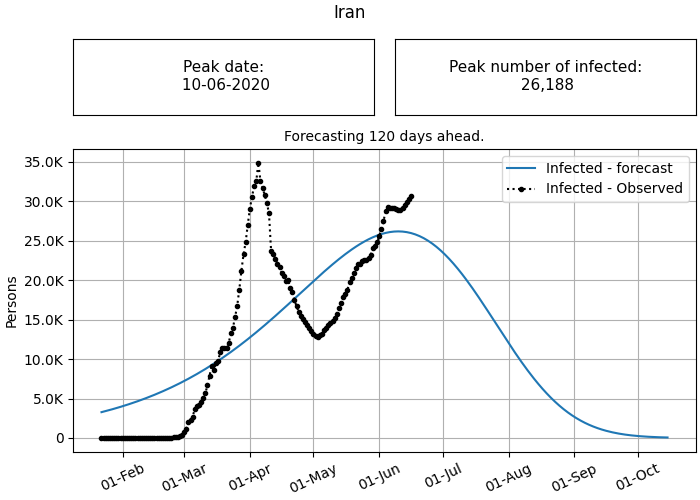 Iran
Peak date:
10-06-2020
Peak number of infected:
26,188
Forecasting 120 days ahead.
Infected - forecast
Infected - Observed
Persons
35.0K
30.0K
25.0K
20.0K
15.0K
10.0K
5.0K
0
01-Feb
01-Mar
01-Apr
01-May
01-Jun
01-Jul
01-Aug
01-Sep
01-Oct